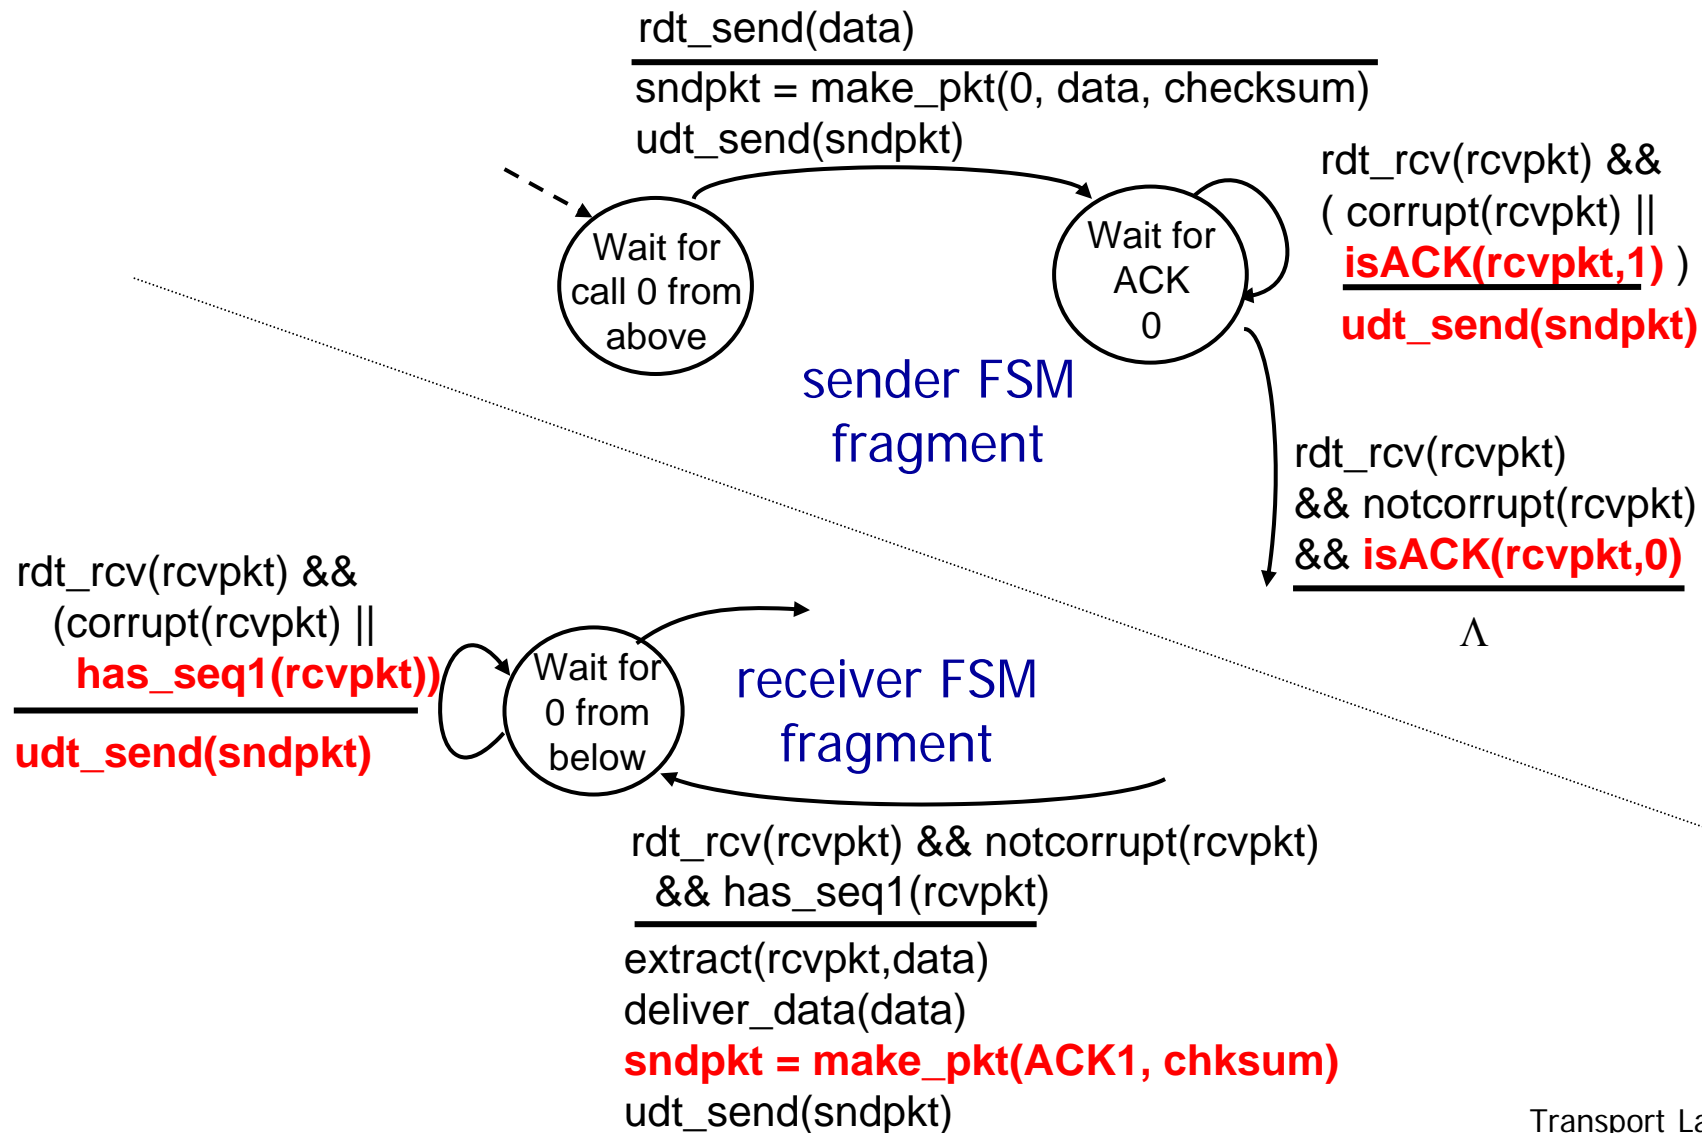 rdt_send(data)
sndpkt = make_pkt(0, data, checksum)
udt_send(sndpkt)
Wait for
call 0 from
above
Wait for
ACK
0
rdt_rcv(rcvpkt) &&
( corrupt(rcvpkt) ||
isACK(rcvpkt,1) )
udt_send(sndpkt)
sender FSM
fragment
rdt_rcv(rcvpkt)
&& notcorrupt(rcvpkt)
&& isACK(rcvpkt,0)
Λ
rdt_rcv(rcvpkt) &&
(corrupt(rcvpkt) ||
has_seq1(rcvpkt))
udt_send(sndpkt)
Wait for
0 from
below
receiver FSM
fragment
rdt_rcv(rcvpkt) && notcorrupt(rcvpkt)
&& has_seq1(rcvpkt)
extract(rcvpkt,data)
deliver_data(data)
sndpkt = make_pkt(ACK1, chksum)
udt_send(sndpkt)
Transport La